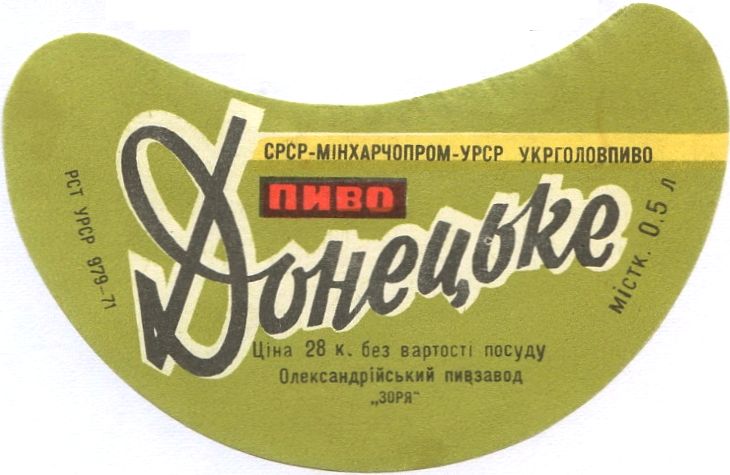 СРСР-МІНХАРЧОПРОМ-УРСР УКРГОЛОВПИВО
ПИВО
Донецьке
РСТ УРСР 979-71
Містк. 0,5 л
Ціна 28 к. без вартості посуду
Олександрійський пивзавод
„ЗОРЯ"